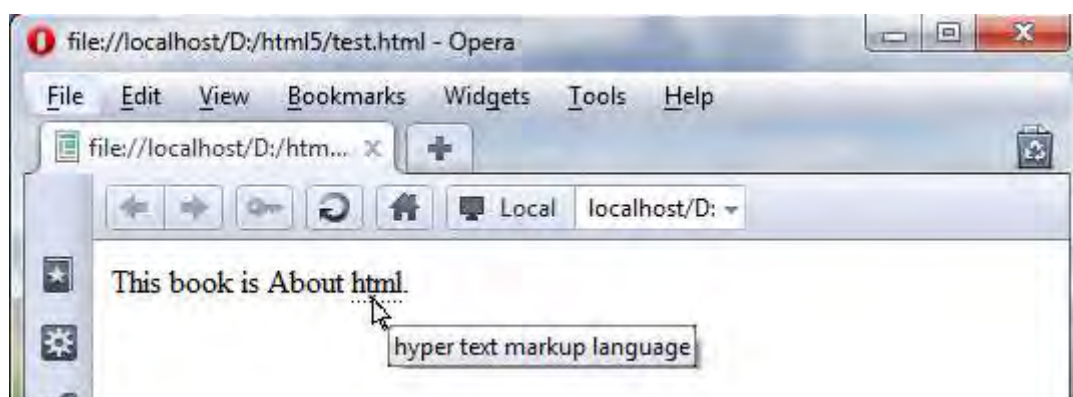 file://localhost/D:/html5/test.html - Opera
File Edit View Bookmarks Widgets Tools Help
file://localhost/D:/htm...
Local localhost/D:
This book is About html.
hyper text markup language